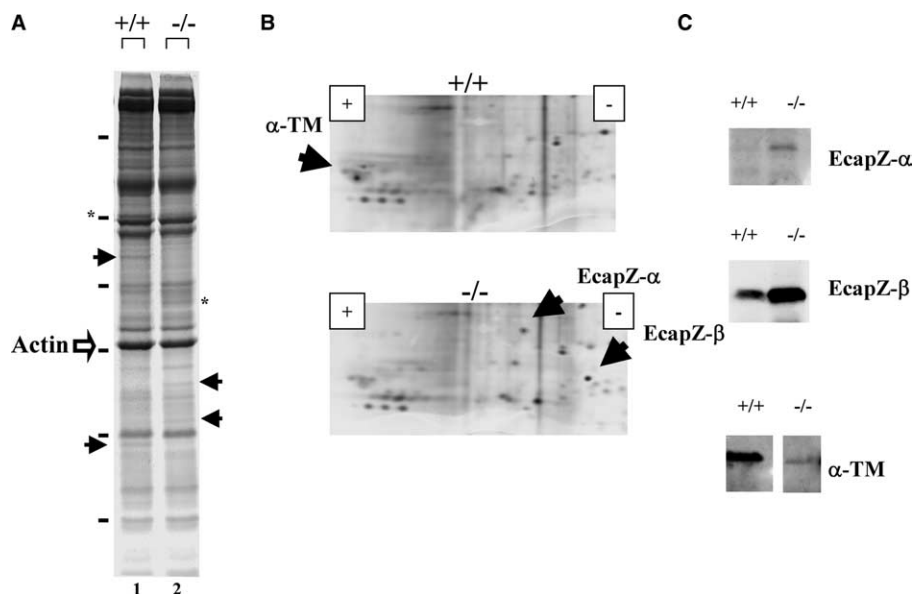 A
+/+ -/-
*
*
Actin
1 2
B
+/+
+ -
α-TM
-/-
EcapZ-α
+ -
EcapZ-β
C
+/+ -/-
EcapZ-α
+/+ -/-
EcapZ-β
+/+ -/-
α-TM